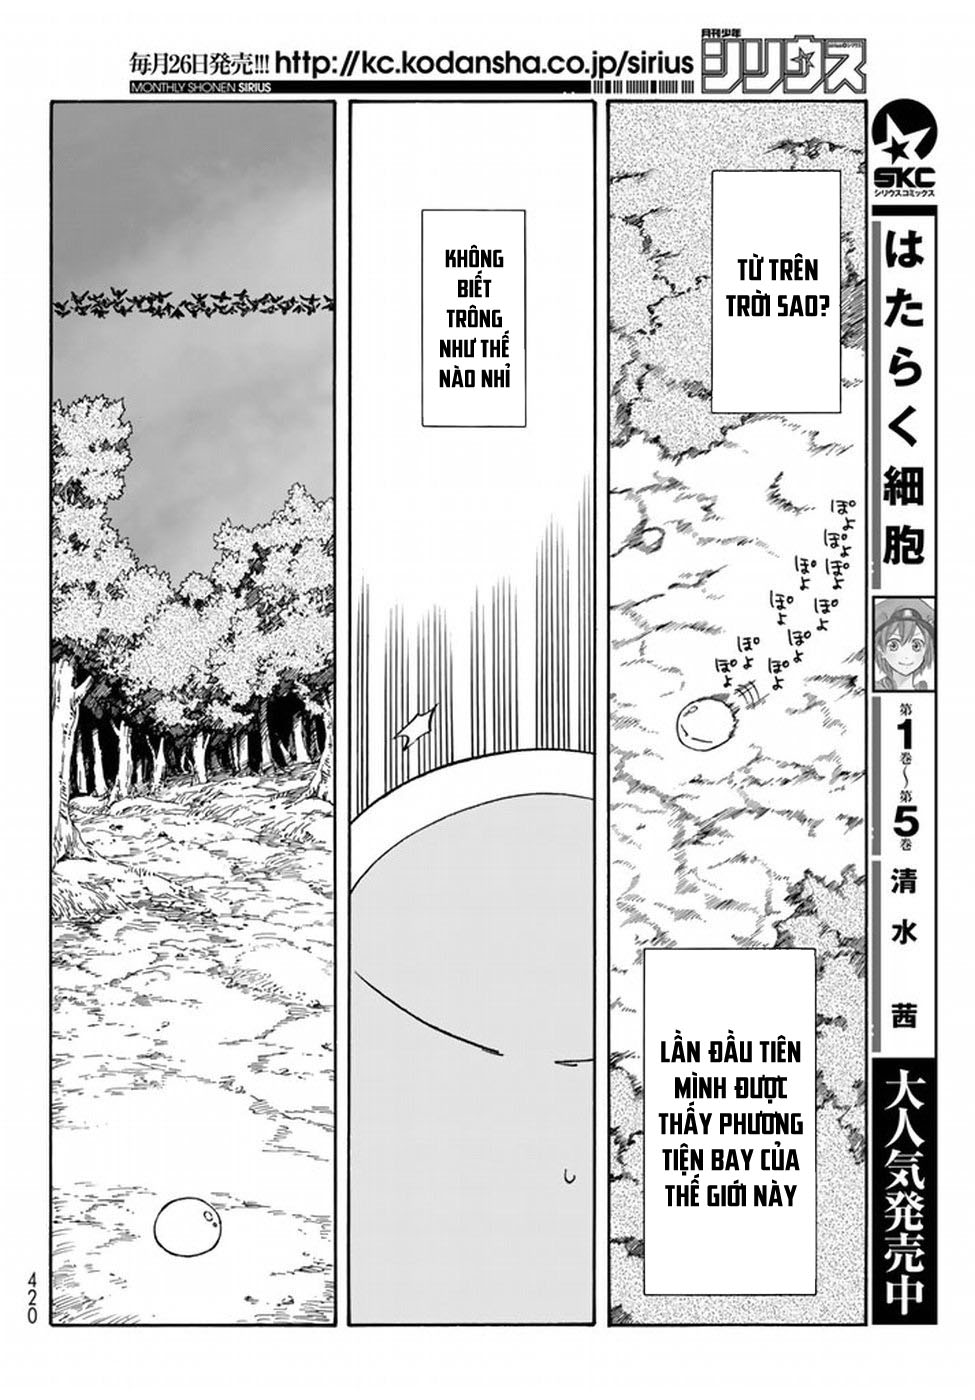 毎月26日発売!!! http://kc.kodansha.co.jp/sirius
MONTHLY SHONEN SIRIUS
月刊少年
シリウス
SKC
シリウスコミックス
はたらく細胞
第1巻~第5巻
清水 茜
大人気発売中
TỪ TRÊN
TRỜI SAO?
ぽよ
ぽよ
ぽよ
ぽよ
ぽよ
ぽよ
ぽよ
ぽよ
ぽよ
ぽよ
LẦN ĐẦU TIÊN
MÌNH ĐƯỢC
THẤY PHƯƠNG
TIỆN BAY CỦA
THẾ GIỚI NÀY
KHÔNG
BIẾT
TRÔNG
NHƯ THẾ
NÀO NHỈ
420